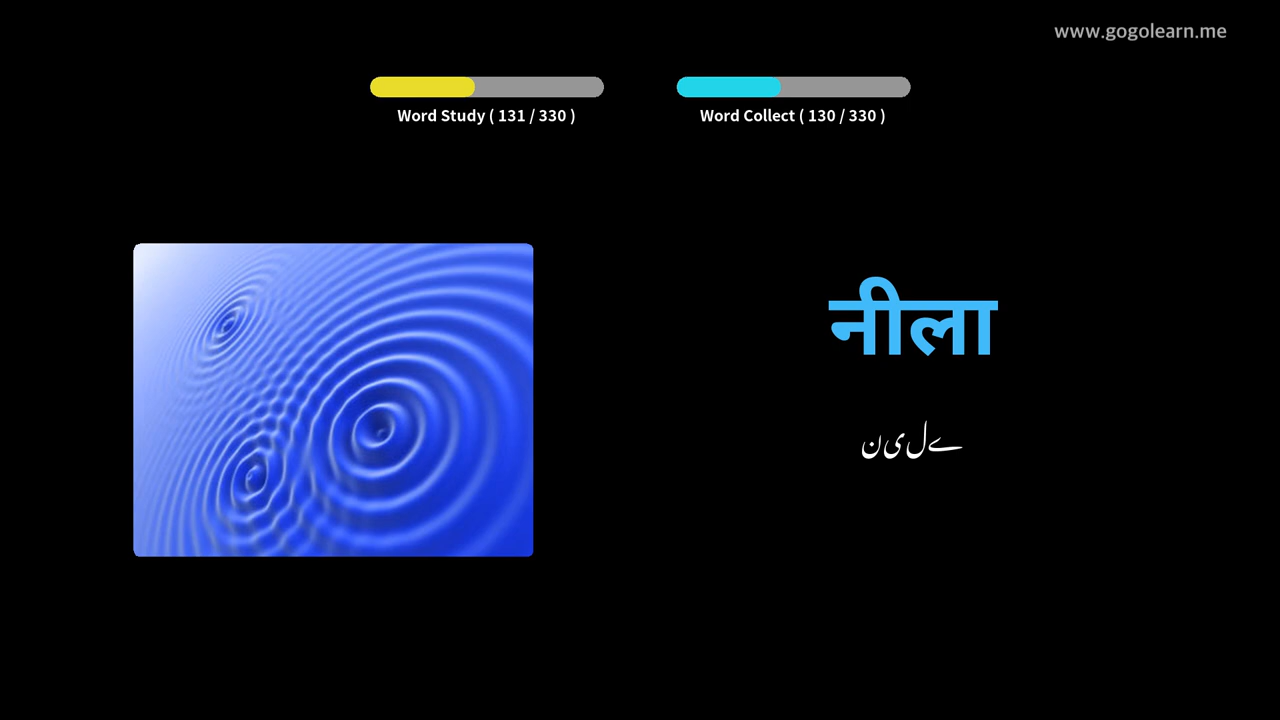 www.gogolearn.me
Word Study ( 131 / 330 )
Word Collect ( 130 / 330 )
नीला
نیلے